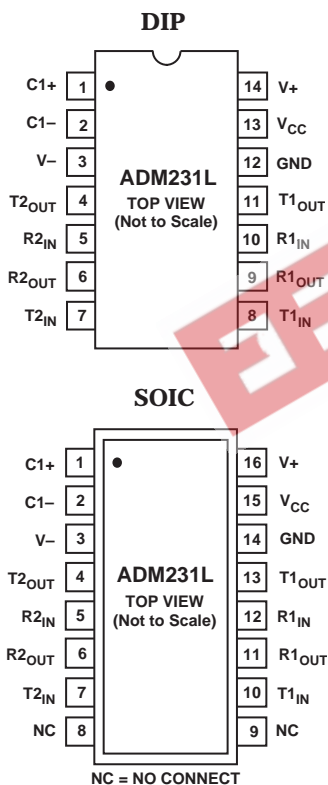 DIP
C1+ 1 14 V+
C1– 2 13 VCC
V– 3 12 GND
ADM231L
T2OUT 4 TOP VIEW 11 T1OUT
(Not to Scale)
R2IN 5 10 R1IN
R2OUT 6 9 R1OUT
T2IN 7 8 T1IN
SOIC
C1+ 1 16 V+
C1– 2 15 VCC
V– 3 14 GND
T2OUT 4 ADM231L 13 T1OUT
TOP VIEW
R2IN 5 (Not to Scale) 12 R1IN
R2OUT 6 11 R1OUT
T2IN 7 10 T1IN
NC 8 9 NC
NC = NO CONNECT